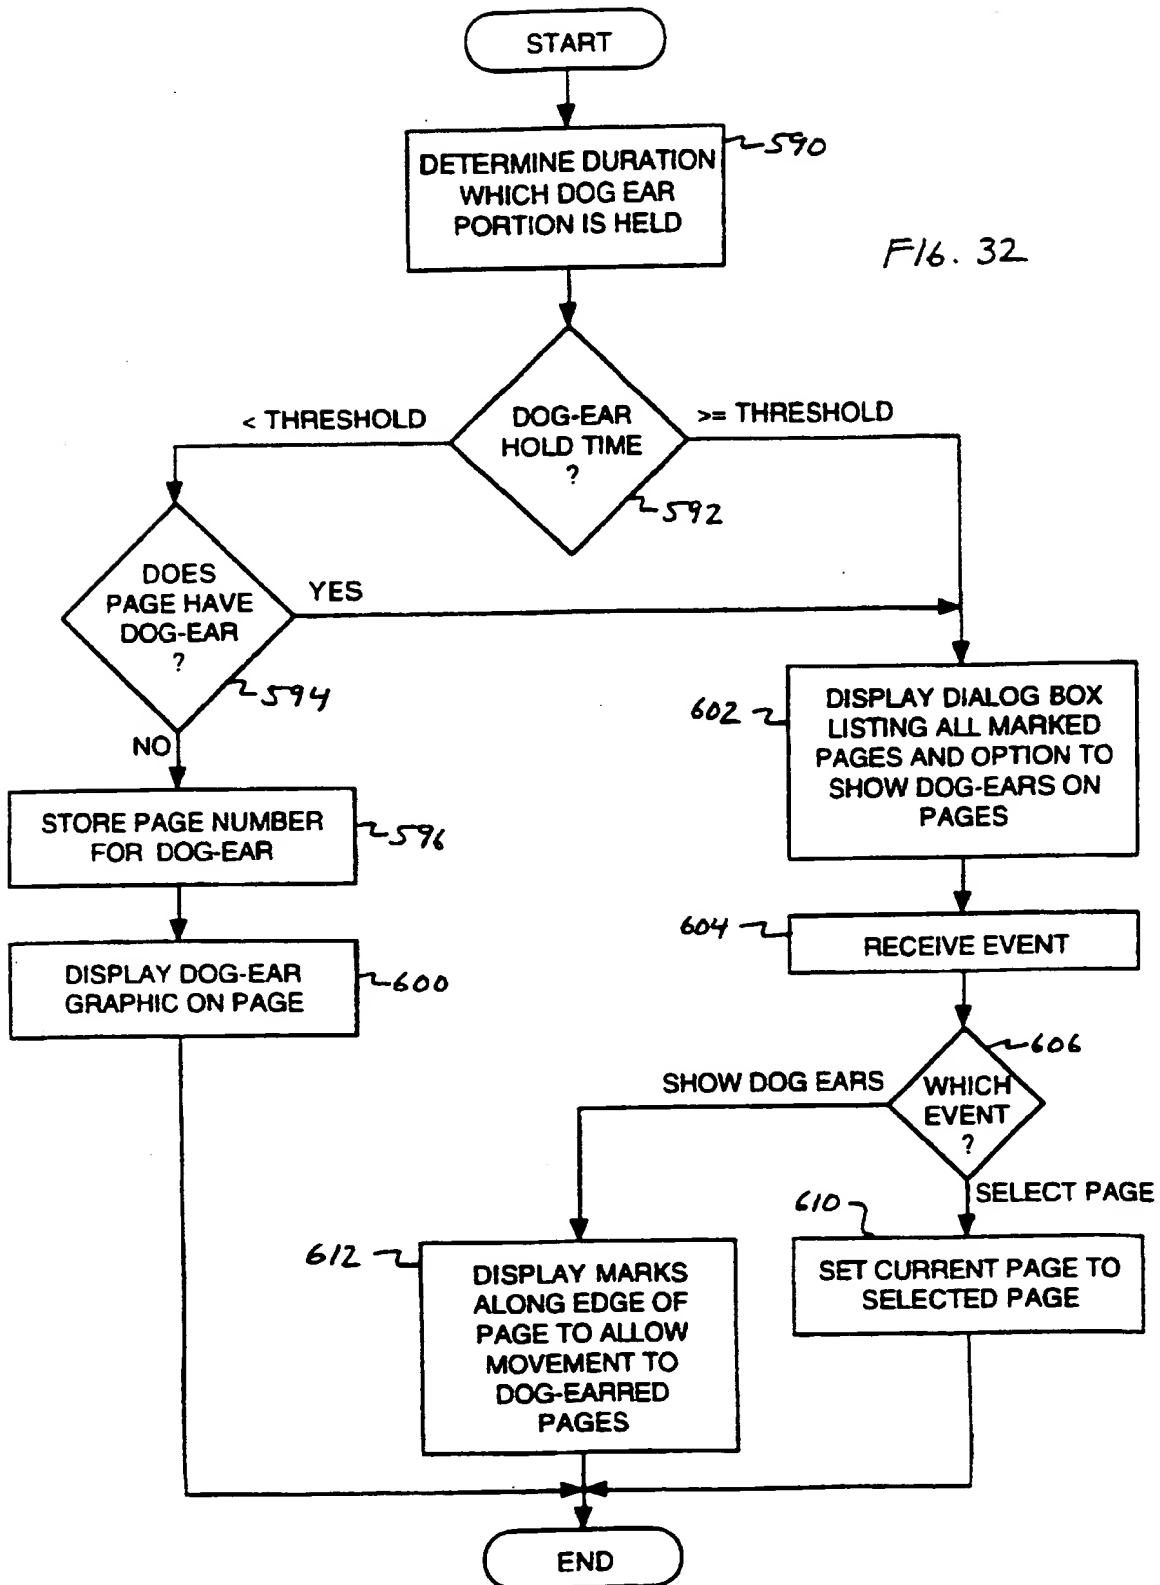 START
DETERMINE DURATION
WHICH DOG EAR
PORTION IS HELD
590
FIG. 32
< THRESHOLD
DOG-EAR
HOLD TIME
?
>= THRESHOLD
592
DOES
PAGE HAVE
DOG-EAR
?
YES
594
NO
602
DISPLAY DIALOG BOX
LISTING ALL MARKED
PAGES AND OPTION TO
SHOW DOG-EARS ON
PAGES
STORE PAGE NUMBER
FOR DOG-EAR
596
604
RECEIVE EVENT
DISPLAY DOG-EAR
GRAPHIC ON PAGE
600
606
SHOW DOG EARS
WHICH
EVENT
?
SELECT PAGE
610
SET CURRENT PAGE TO
SELECTED PAGE
612
DISPLAY MARKS
ALONG EDGE OF
PAGE TO ALLOW
MOVEMENT TO
DOG-EARRED
PAGES
END